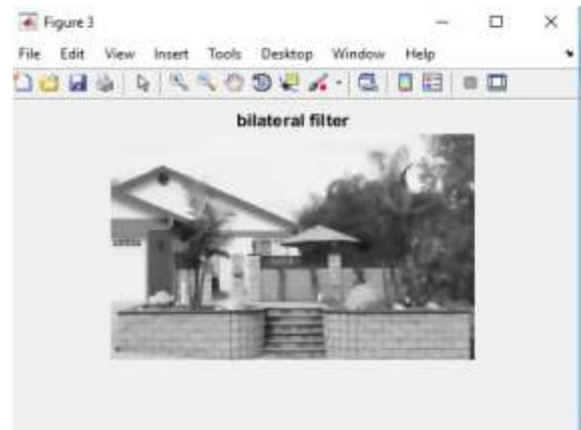 Figure 3
File Edit View Insert Tools Desktop Window Help
bilateral filter